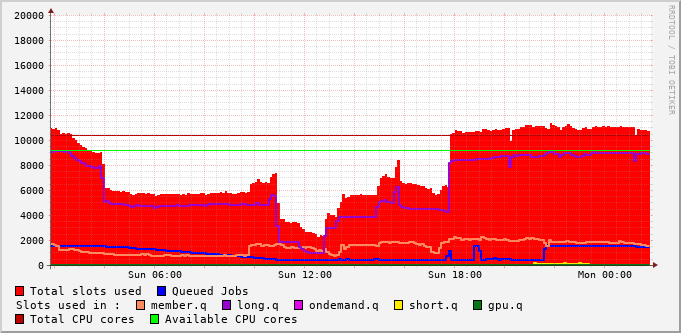 20000
18000
16000
14000
12000
10000
8000
6000
4000
2000
0
Sun 06:00 Sun 12:00 Sun 18:00 Mon 00:00
RRDTOOL / TOBI OETIKER
Total slots used Queued Jobs
Slots used in : member.q long.q ondemand.q short.q gpu.q
Total CPU cores Available CPU cores